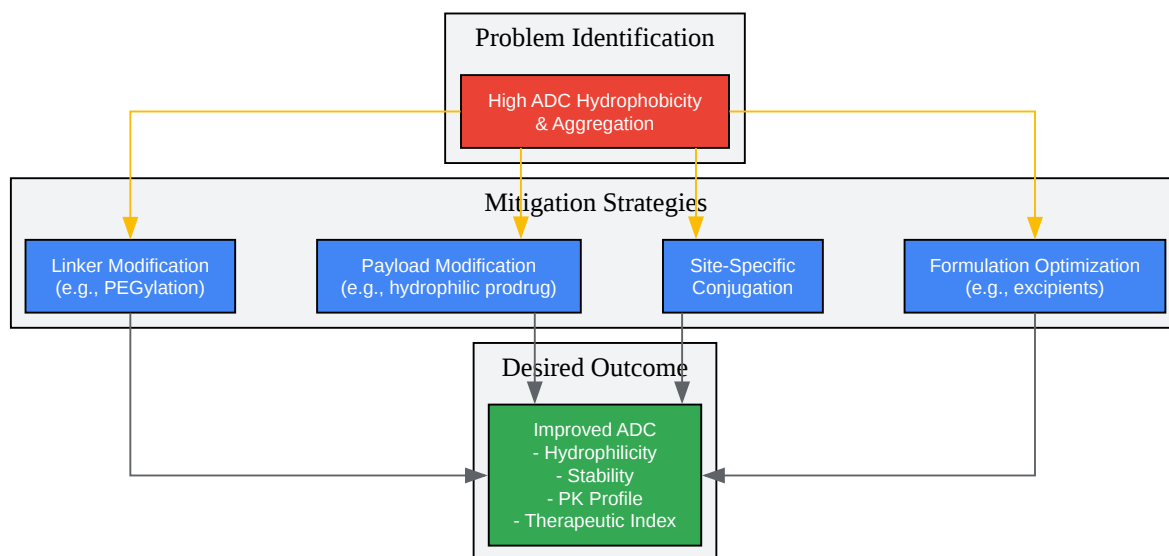 Problem Identification
High ADC Hydrophobicity
& Aggregation
Mitigation Strategies
Linker Modification
(e.g., PEGylation)
Payload Modification
(e.g., hydrophilic prodrug)
Site-Specific
Conjugation
Formulation Optimization
(e.g., excipients)
Desired Outcome
Improved ADC
- Hydrophilicity
- Stability
- PK Profile
- Therapeutic Index